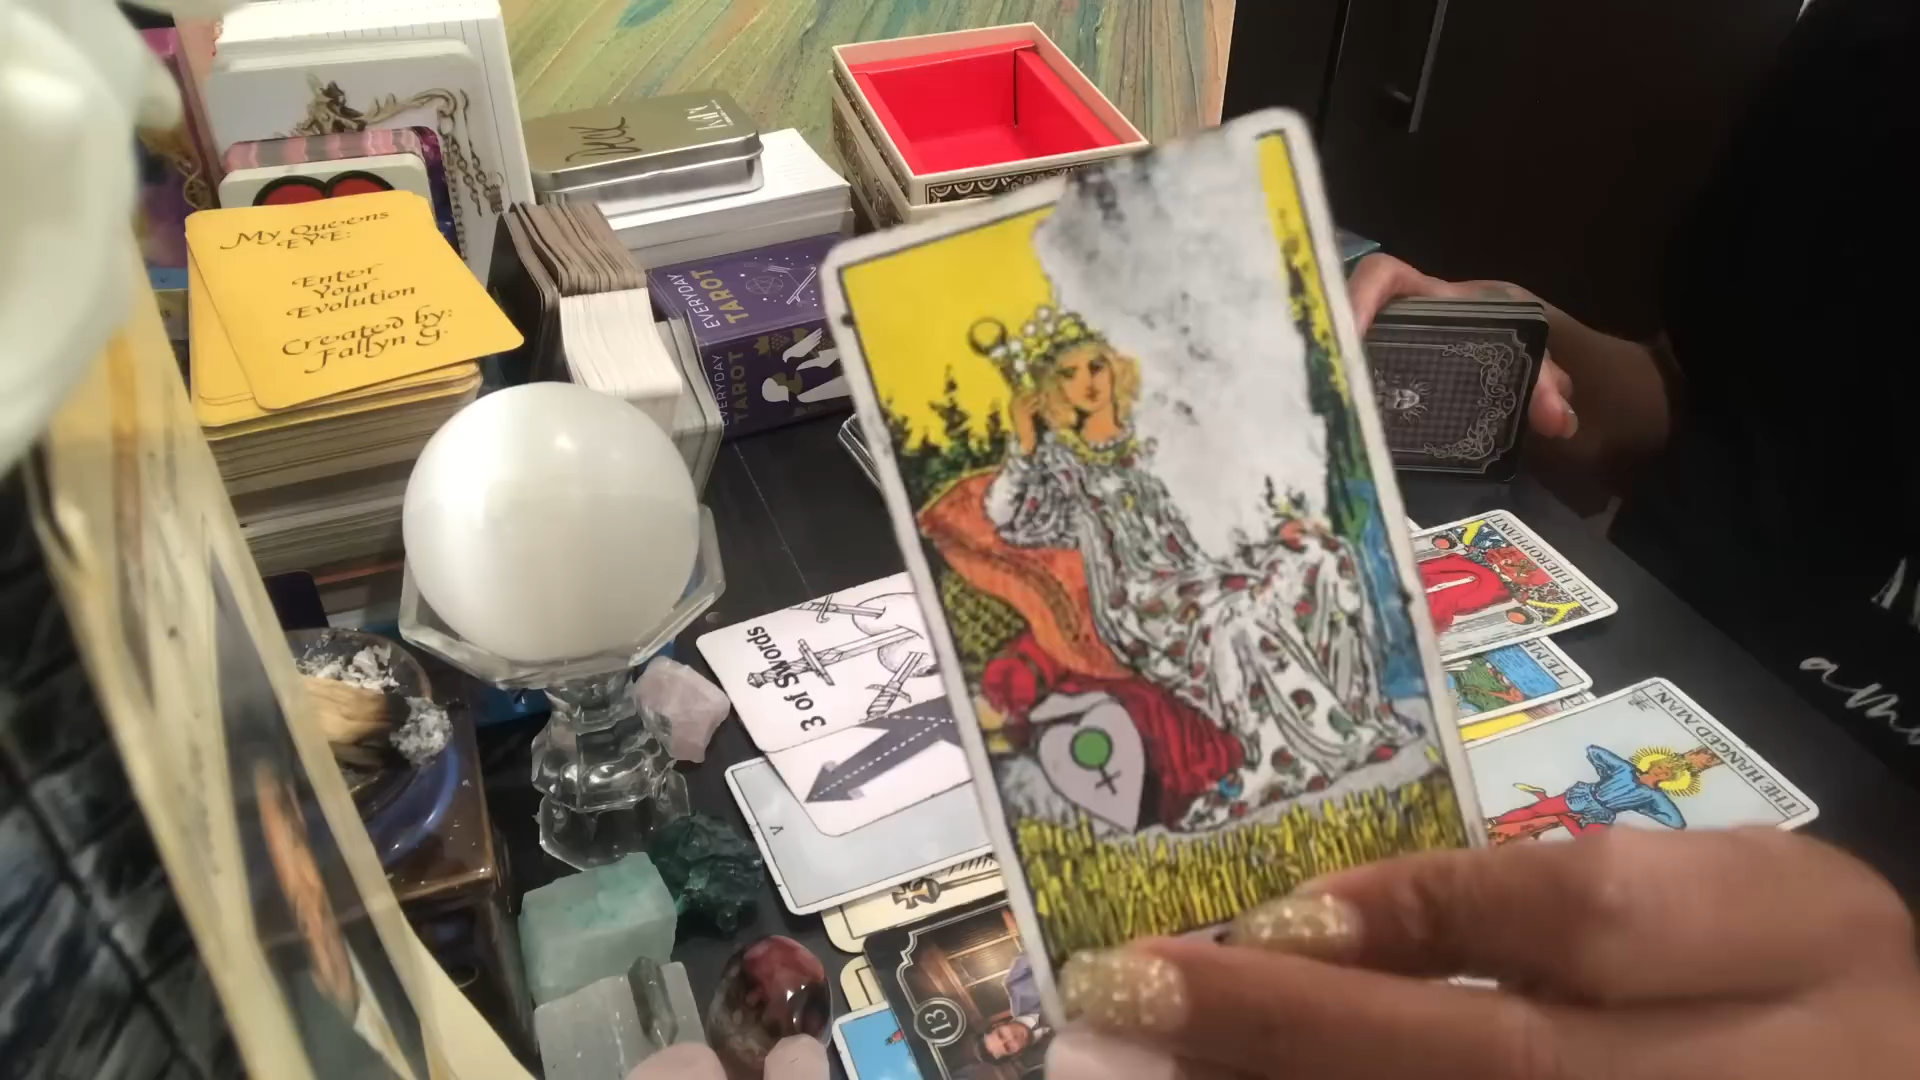 My Queens
EYE:
Enter
Your
Evolution
Created by:
Fallyn G.
EVERYDAY
TAROT
EVERYDAY
TAROT
3 of Swords
V
13
THE HIEROPHANT
TEMPE
THE HANGED MAN.